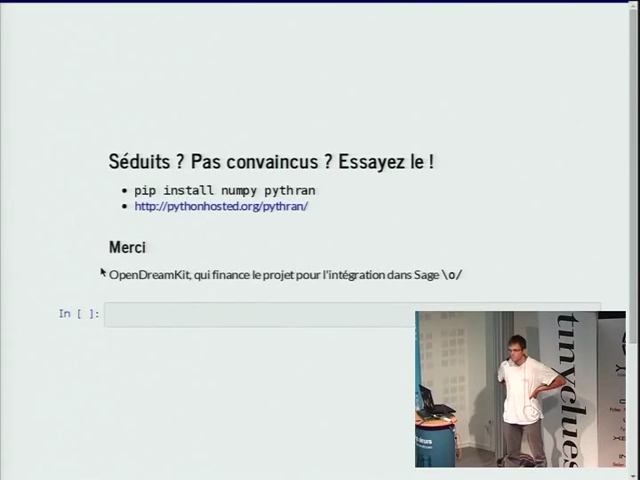 Séduits ? Pas convaincus ? Essayez le !
pip install numpy pythran
http://pythonhosted.org/pythran/
Merci
OpenDreamKit, qui finance le projet pour l'intégration dans Sage \o/
In [ ]:
tinyclues